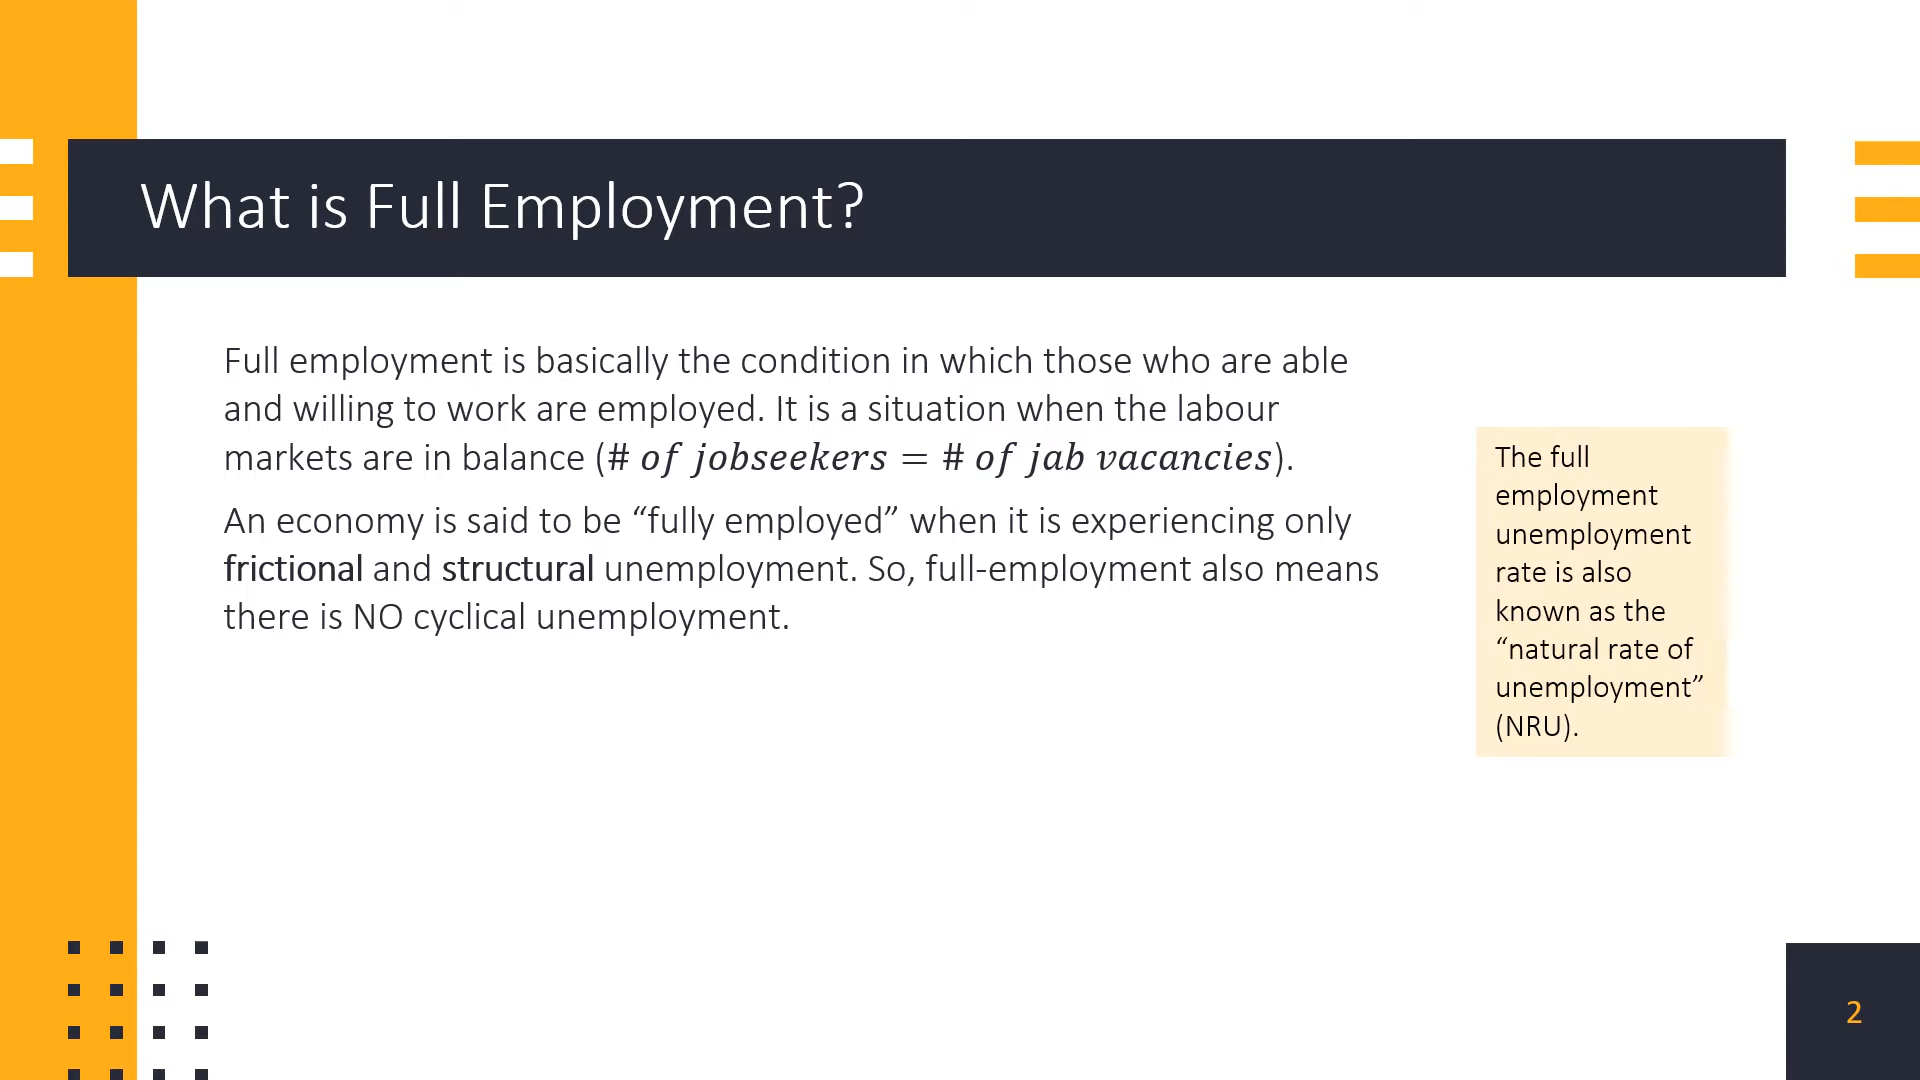 What is Full Employment?
Full employment is basically the condition in which those who are able
and willing to work are employed. It is a situation when the labour
markets are in balance (# of jobseekers = # of jab vacancies).
An economy is said to be “fully employed” when it is experiencing only
frictional and structural unemployment. So, full-employment also means
there is NO cyclical unemployment.
The full
employment
unemployment
rate is also
known as the
“natural rate of
unemployment”
(NRU).
2